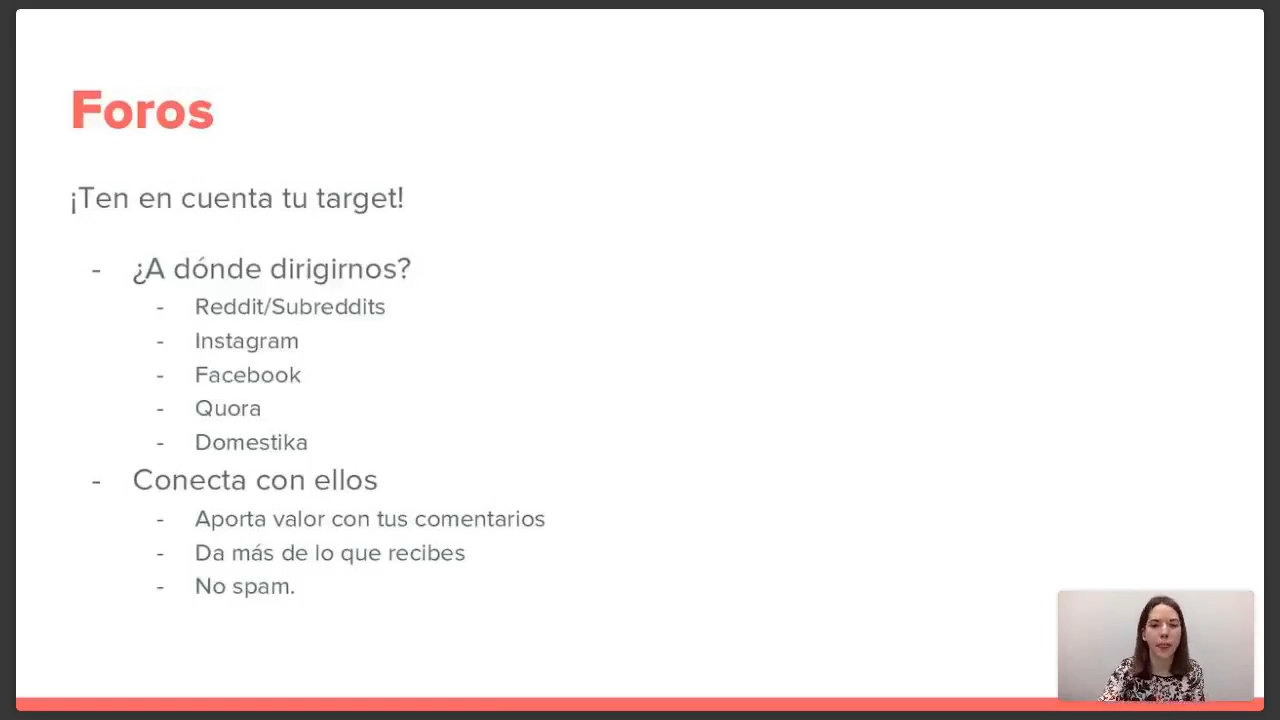 Foros
¡Ten en cuenta tu target!
- ¿A dónde dirigirnos?
- Reddit/Subreddits
- Instagram
- Facebook
- Quora
- Domestika
- Conecta con ellos
- Aporta valor con tus comentarios
- Da más de lo que recibes
- No spam.